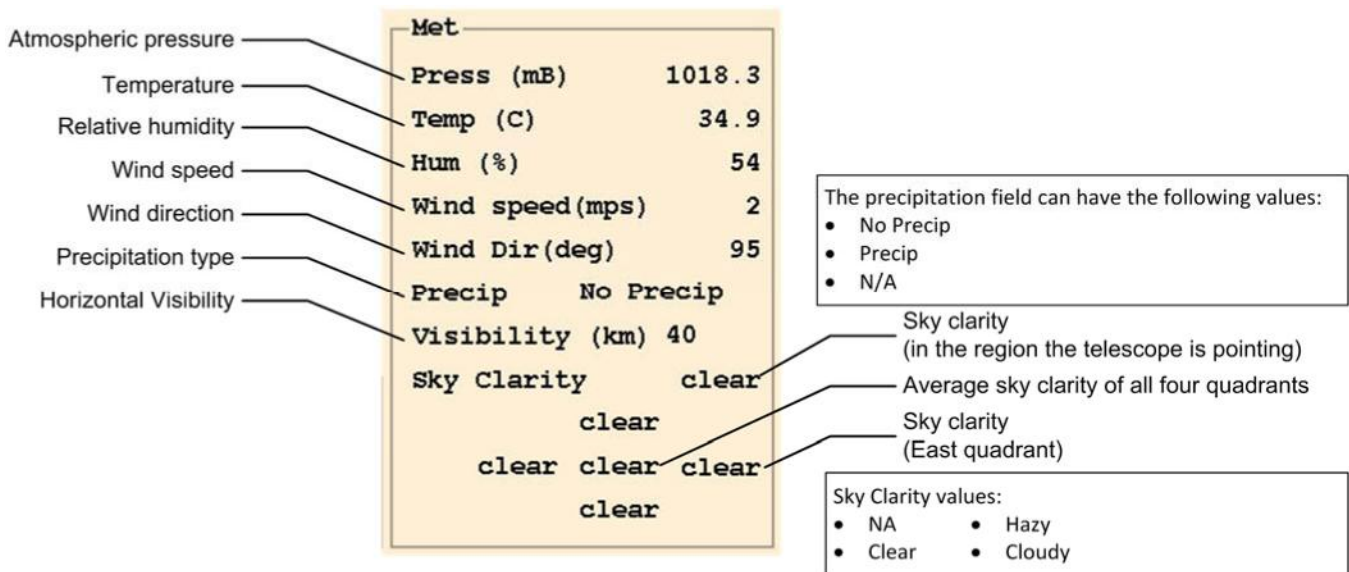 Atmospheric pressure
Temperature
Relative humidity
Wind speed
Wind direction
Precipitation type
Horizontal Visibility
Met
Press (mB) 1018.3
Temp (C) 34.9
Hum (%) 54
Wind speed(mps) 2
Wind Dir(deg) 95
Precip No Precip
Visibility (km) 40
Sky Clarity clear
clear
clear clear clear
clear
The precipitation field can have the following values:
• No Precip
• Precip
• N/A
Sky clarity
(in the region the telescope is pointing)
Average sky clarity of all four quadrants
Sky clarity
(East quadrant)
Sky Clarity values:
• NA • Hazy
• Clear • Cloudy